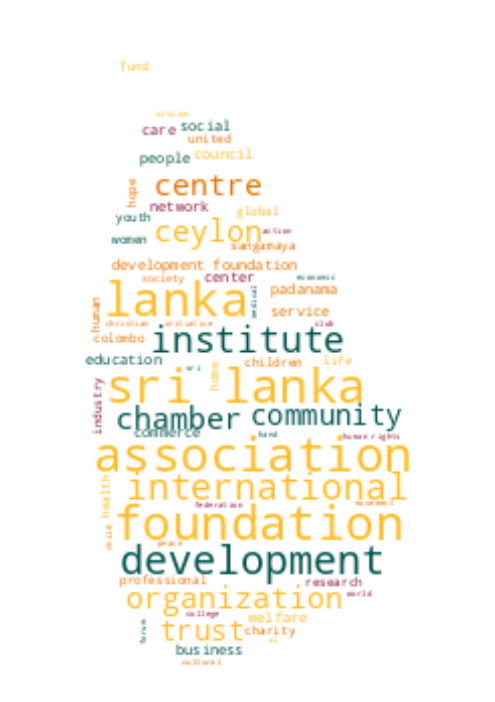 fund
mission
care social
united
people council
hope
centre
network
youth global
ceylon action
women
sangamaya
development foundation
society center economic
padanama
medical
lanka
human
service
christian initiative club
colombo
institute
education children life
sri
home
sri lanka
industry
chamber community
commerce hand human rights
association
international
health
federation movement
foundation
child
peace
development
professional research
organization world
college
welfare
forum
trust charity
al
business
cultural